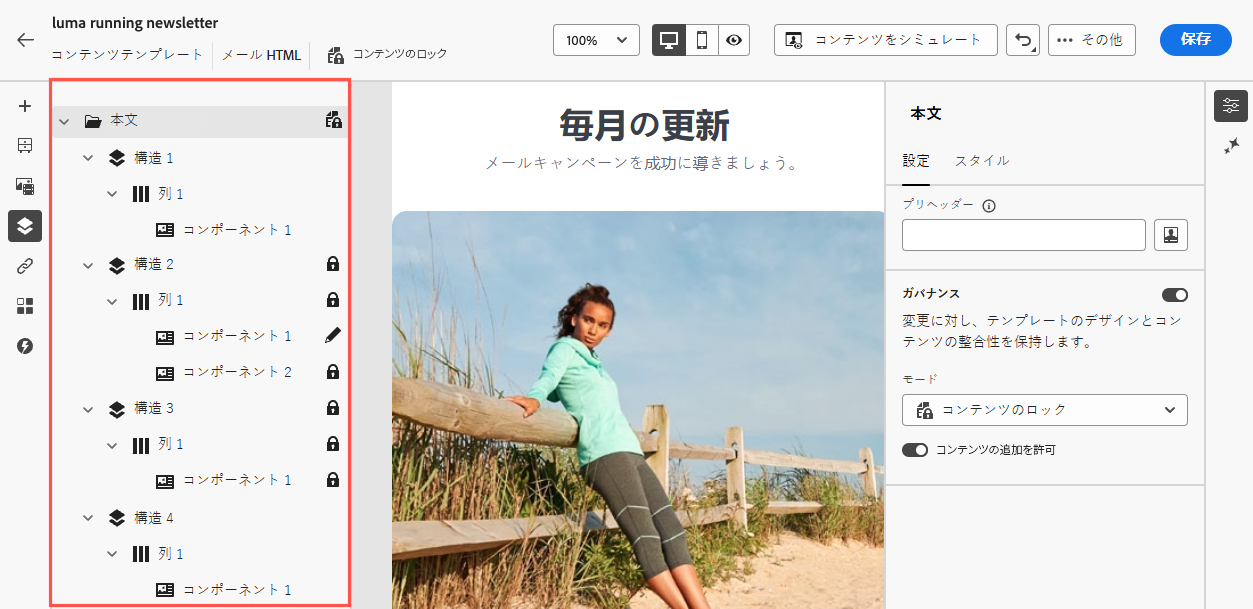 luma running newsletter
コンテンツテンプレート
メール HTML
コンテンツのロック
100%
コンテンツをシミュレート
••• その他
保存
本文
構造 1
列 1
コンポーネント 1
構造 2
列 1
コンポーネント 1
コンポーネント 2
構造 3
列 1
コンポーネント 1
構造 4
列 1
コンポーネント 1
毎月の更新
メールキャンペーンを成功に導きましょう。
本文
設定
スタイル
プリヘッダー
ガバナンス
変更に対し、テンプレートのデザインとコン
テンツの整合性を保持します。
モード
コンテンツのロック
コンテンツの追加を許可